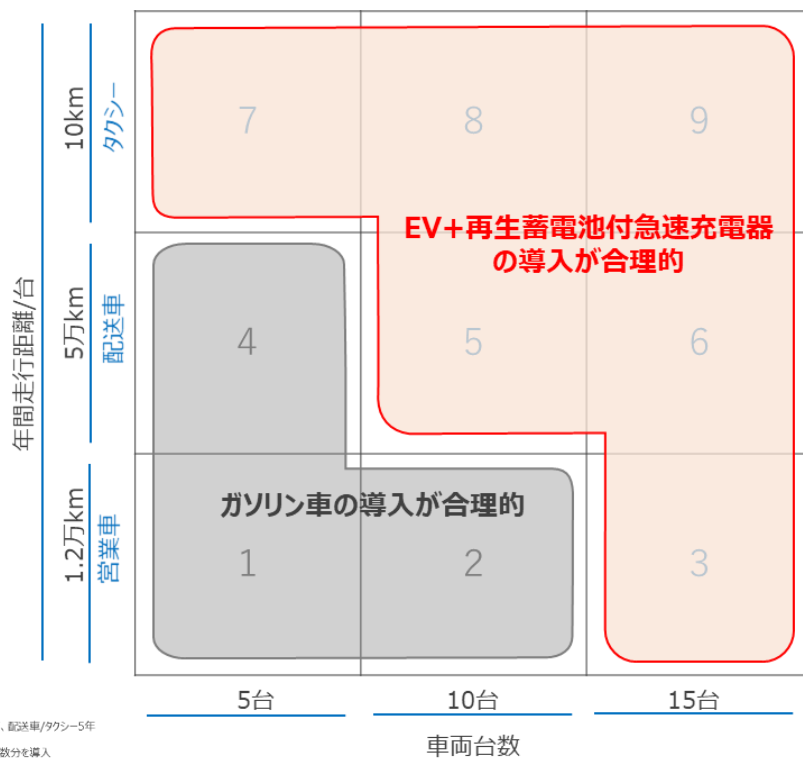 年間走行距離/台
10km
タクシー
7
8
9
EV+再生蓄電池付急速充電器
の導入が合理的
5万km
配送車
4
5
6
1.2万km
営業車
ガソリン車の導入が合理的
1
2
3
5台
10台
15台
車両台数
、配送車/タクシー5年
数分を導入